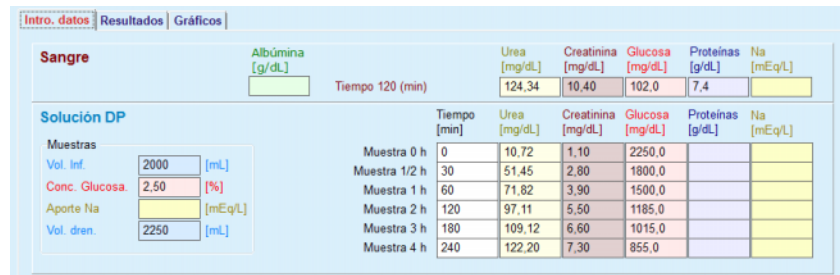 Intro. datos Resultados Gráficos
Sangre Albúmina [g/dL] Urea [mg/dL] Creatinina [mg/dL] Glucosa [mg/dL] Proteínas [g/dL] Na [mEq/L]
Tiempo 120 (min) 124,34 10,40 102,0 7,4
Solución DP Tiempo [min] Urea [mg/dL] Creatinina [mg/dL] Glucosa [mg/dL] Proteínas [g/dL] Na [mEq/L]
Muestras
Vol. Inf. 2000 [mL]
Conc. Glucosa. 2,50 [%]
Aporte Na [mEq/L]
Vol. dren. 2250 [mL]
Muestra 0 h 0 10,72 1,10 2250,0
Muestra 1/2 h 30 51,45 2,80 1800,0
Muestra 1 h 60 71,82 3,90 1500,0
Muestra 2 h 120 97,11 5,50 1185,0
Muestra 3 h 180 109,12 6,60 1015,0
Muestra 4 h 240 122,20 7,30 855,0